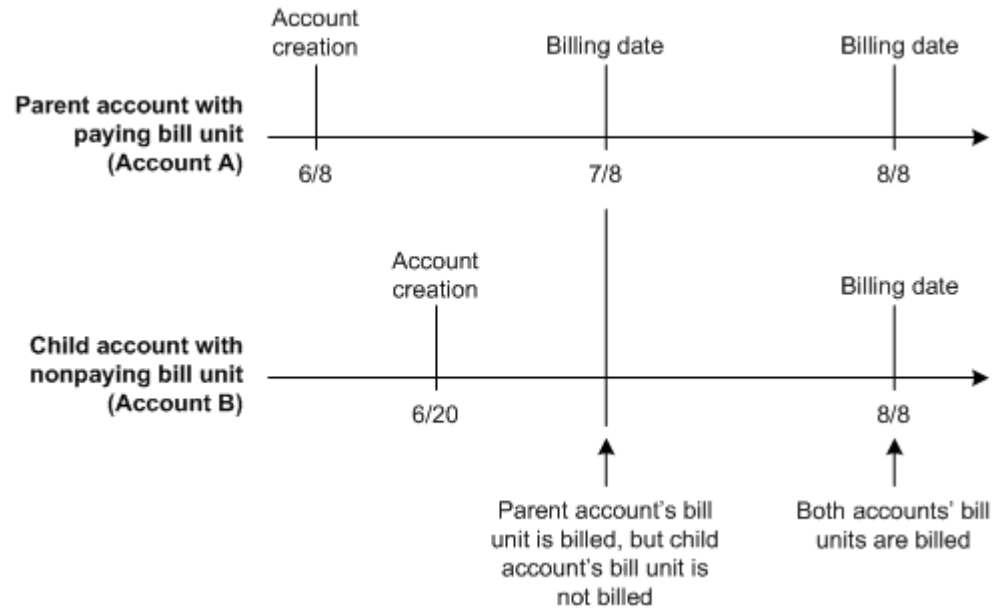 Account
creation
Billing date
Billing date
Parent account with
paying bill unit
(Account A)
6/8
7/8
8/8
Account
creation
Billing date
Child account with
nonpaying bill unit
(Account B)
6/20
8/8
Parent account's bill
unit is billed, but child
account's bill unit is
not billed
Both accounts' bill
units are billed